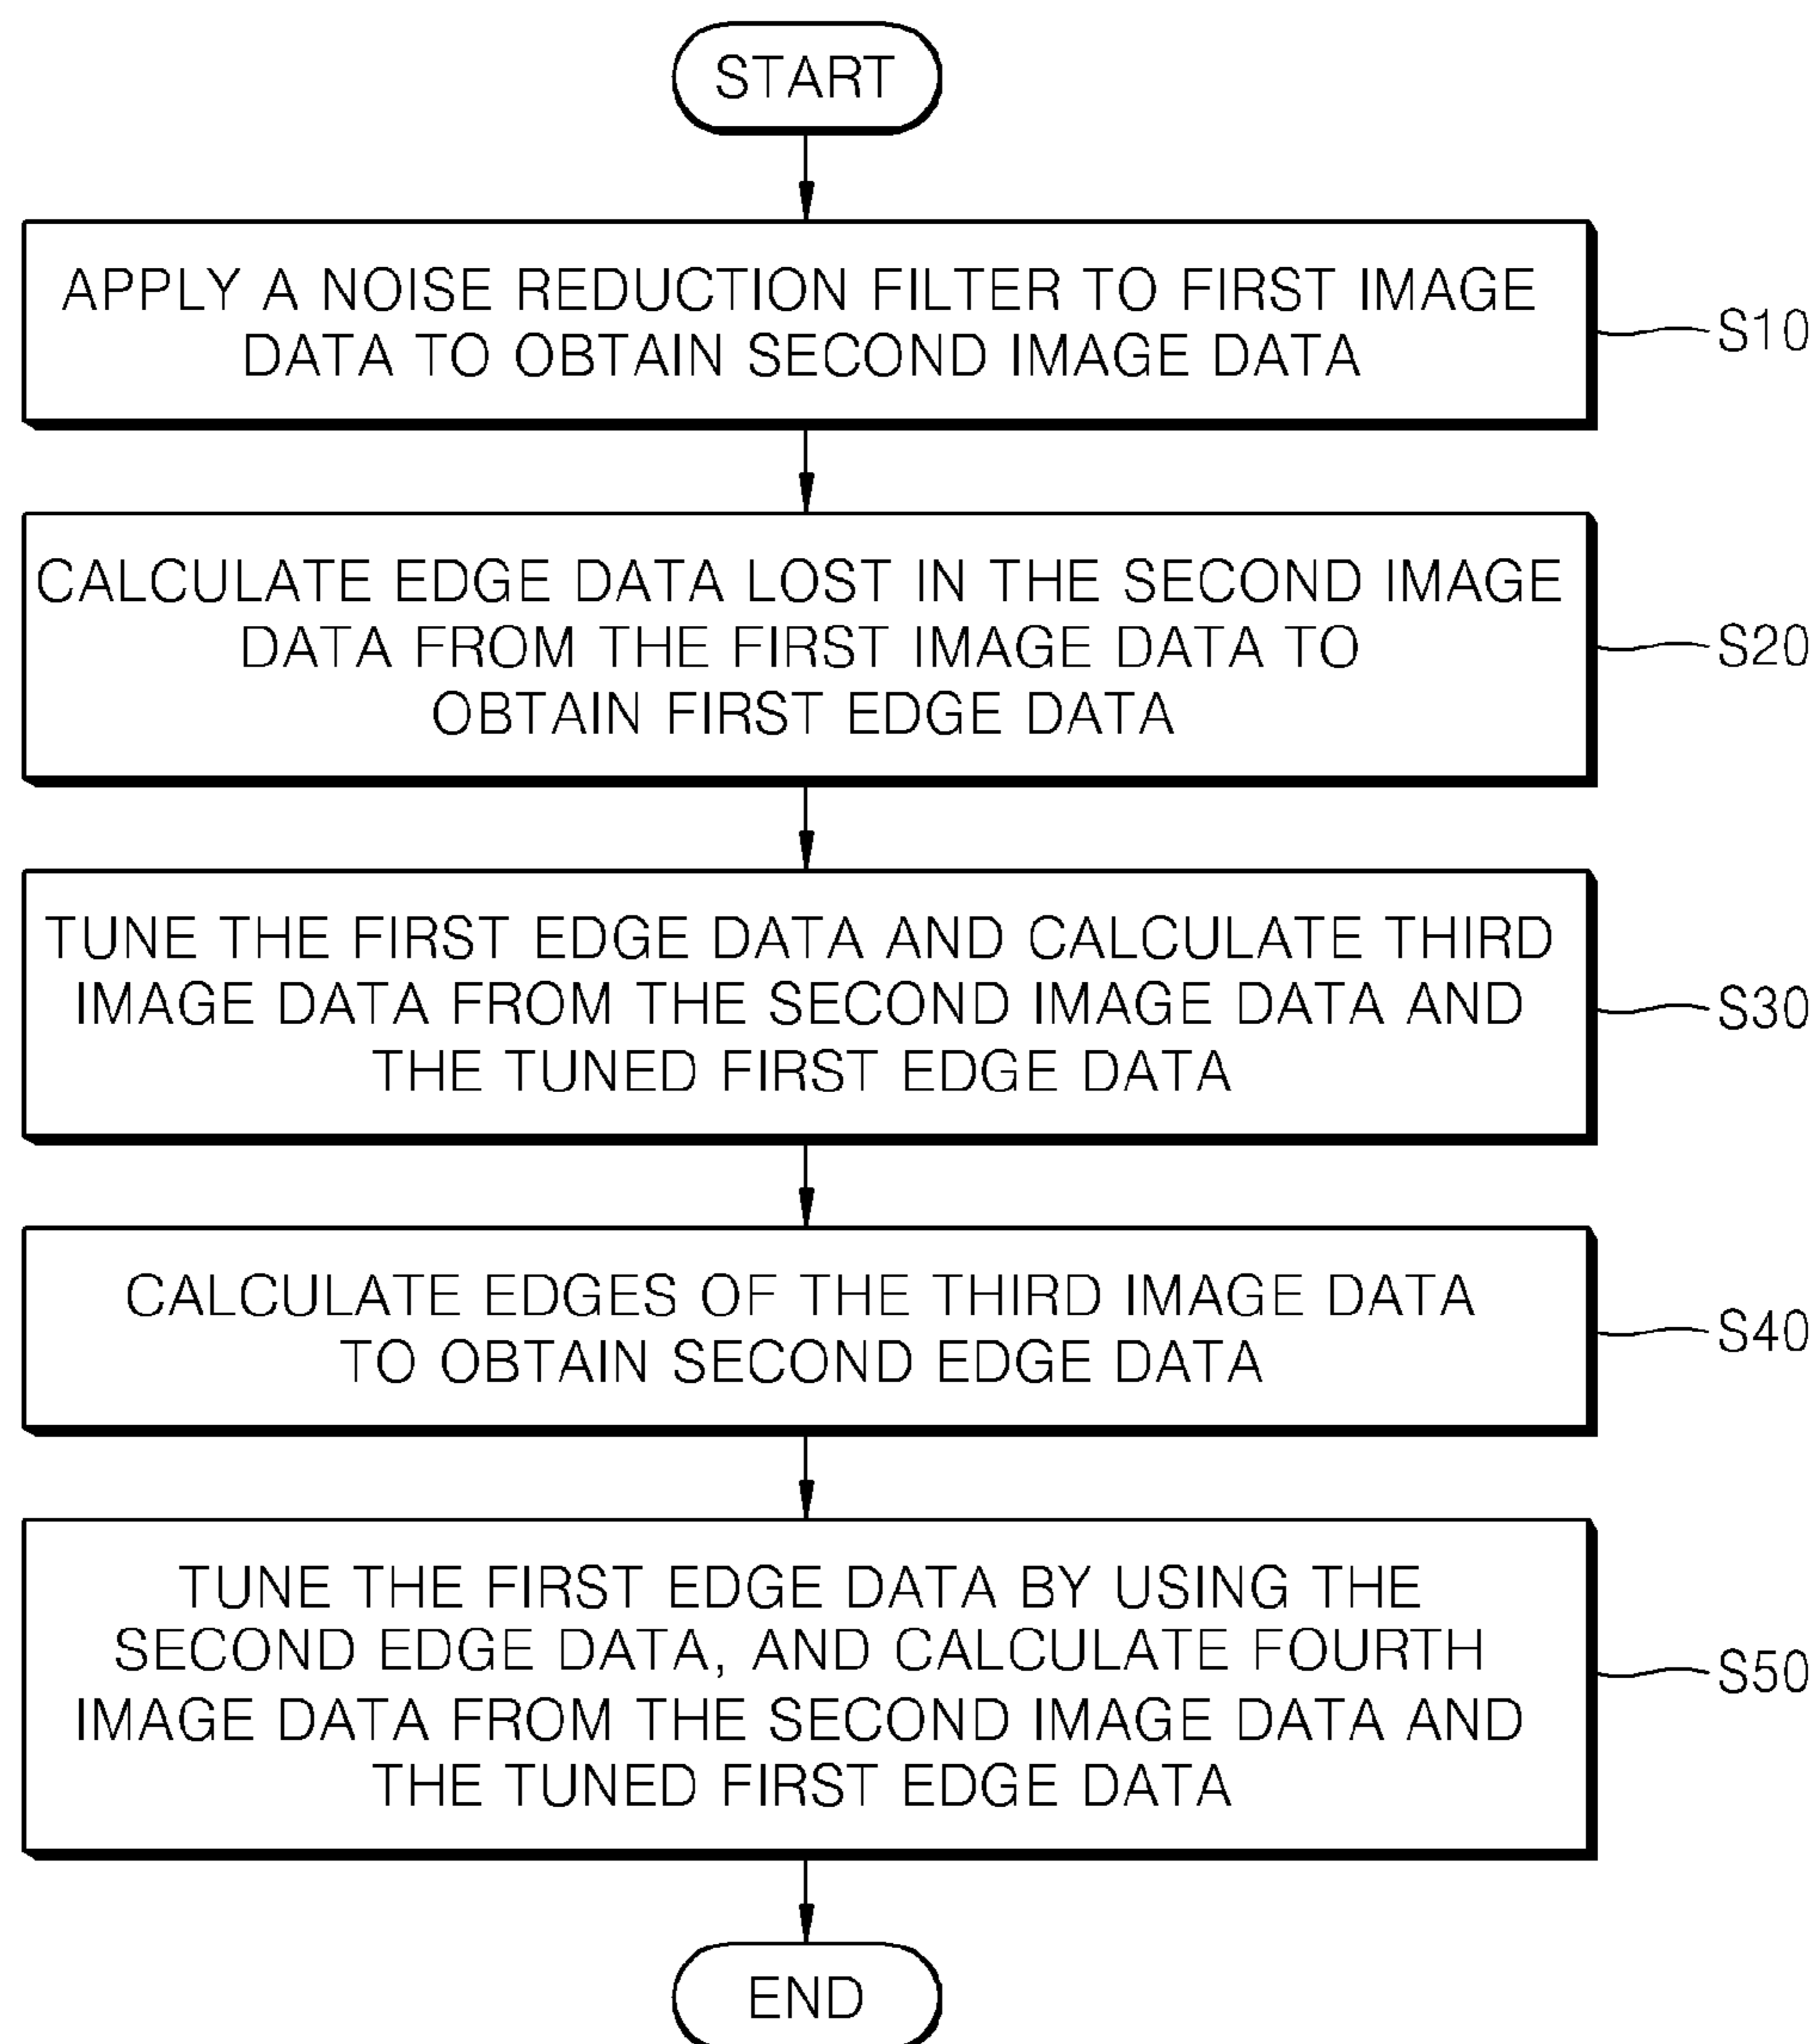 START
APPLY A NOISE REDUCTION FILTER TO FIRST IMAGE
DATA TO OBTAIN SECOND IMAGE DATA
S10
CALCULATE EDGE DATA LOST IN THE SECOND IMAGE
DATA FROM THE FIRST IMAGE DATA TO
OBTAIN FIRST EDGE DATA
S20
TUNE THE FIRST EDGE DATA AND CALCULATE THIRD
IMAGE DATA FROM THE SECOND IMAGE DATA AND
THE TUNED FIRST EDGE DATA
S30
CALCULATE EDGES OF THE THIRD IMAGE DATA
TO OBTAIN SECOND EDGE DATA
S40
TUNE THE FIRST EDGE DATA BY USING THE
SECOND EDGE DATA, AND CALCULATE FOURTH
IMAGE DATA FROM THE SECOND IMAGE DATA AND
THE TUNED FIRST EDGE DATA
S50
END